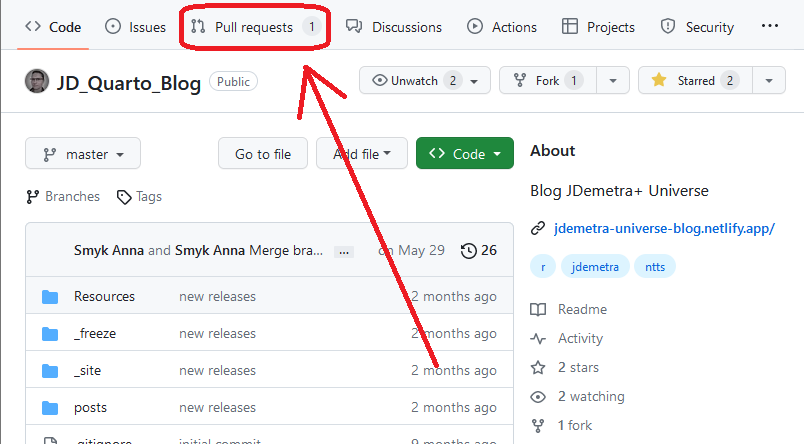 Code Issues Pull requests 1 Discussions Actions Projects Security ...
JD_Quarto_Blog Public Unwatch 2 Fork 1 Starred 2
master Go to file Add file Code
Branches Tags
Smyk Anna and Smyk Anna Merge bra... ... on May 29 26
Resources new releases 2 months ago
_freeze new releases 2 months ago
_site new releases 2 months ago
posts new releases 2 months ago
.gitignore initial commit 9 months ago
About
Blog JDemetra+ Universe
jdemetra-universe-blog.netlify.app/
r jdemetra ntts
Readme
Activity
2 stars
2 watching
1 fork